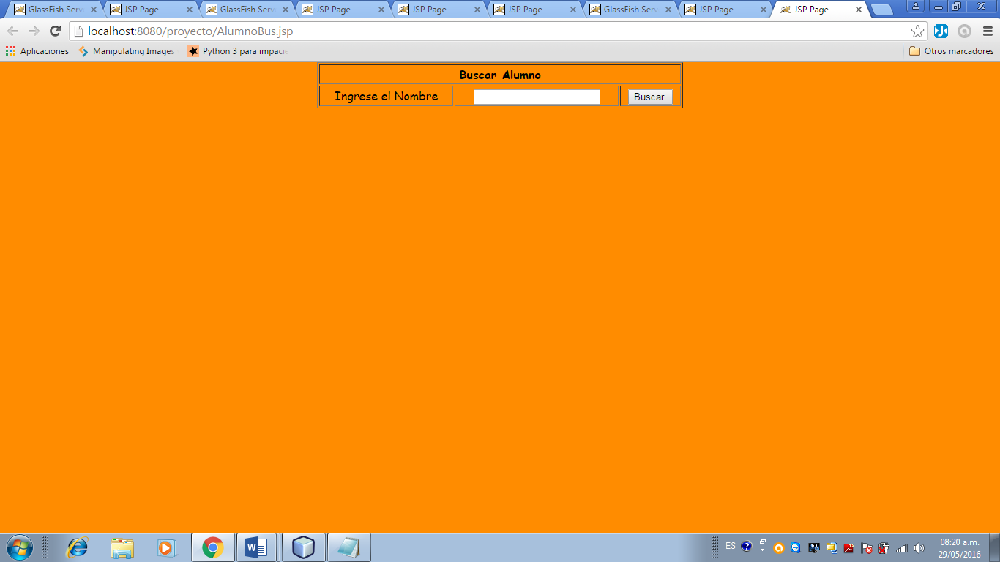 GlassFish Serv
JSP Page
GlassFish Serv
JSP Page
JSP Page
JSP Page
GlassFish Serv
JSP Page
JSP Page
localhost:8080/proyecto/AlumnoBus.jsp
Aplicaciones
Manipulating Images
Python 3 para impacie
Otros marcadores
Buscar Alumno
Ingrese el Nombre
Buscar
ES
08:20 a.m.
29/05/2016